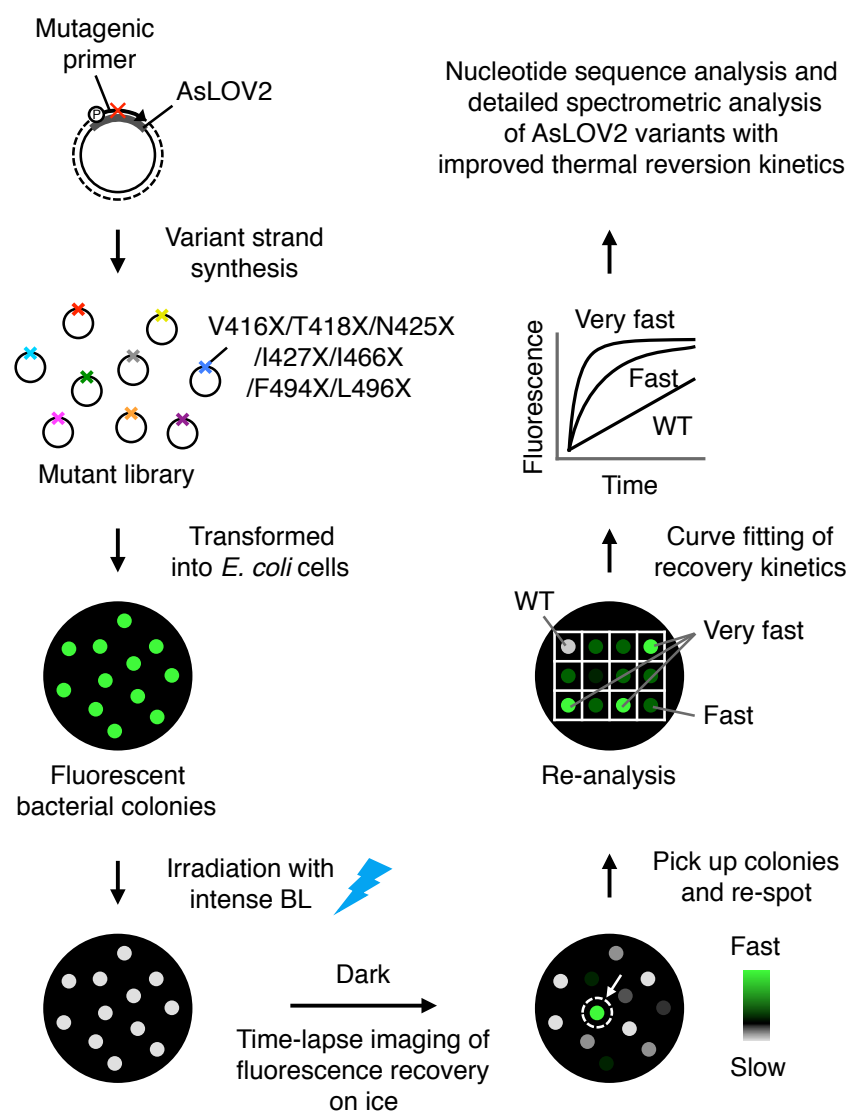 Mutagenic
primer
AsLOV2
P
Variant strand
synthesis
V416X/T418X/N425X
/I427X/I466X
/F494X/L496X
Mutant library
Transformed
into E. coli cells
Fluorescent
bacterial colonies
Irradiation with
intense BL
Dark
Time-lapse imaging of
fluorescence recovery
on ice
Fast
Slow
Pick up colonies
and re-spot
WT
Very fast
Fast
Re-analysis
Curve fitting of
recovery kinetics
Fluorescence
Very fast
Fast
WT
Time
Nucleotide sequence analysis and
detailed spectrometric analysis
of AsLOV2 variants with
improved thermal reversion kinetics